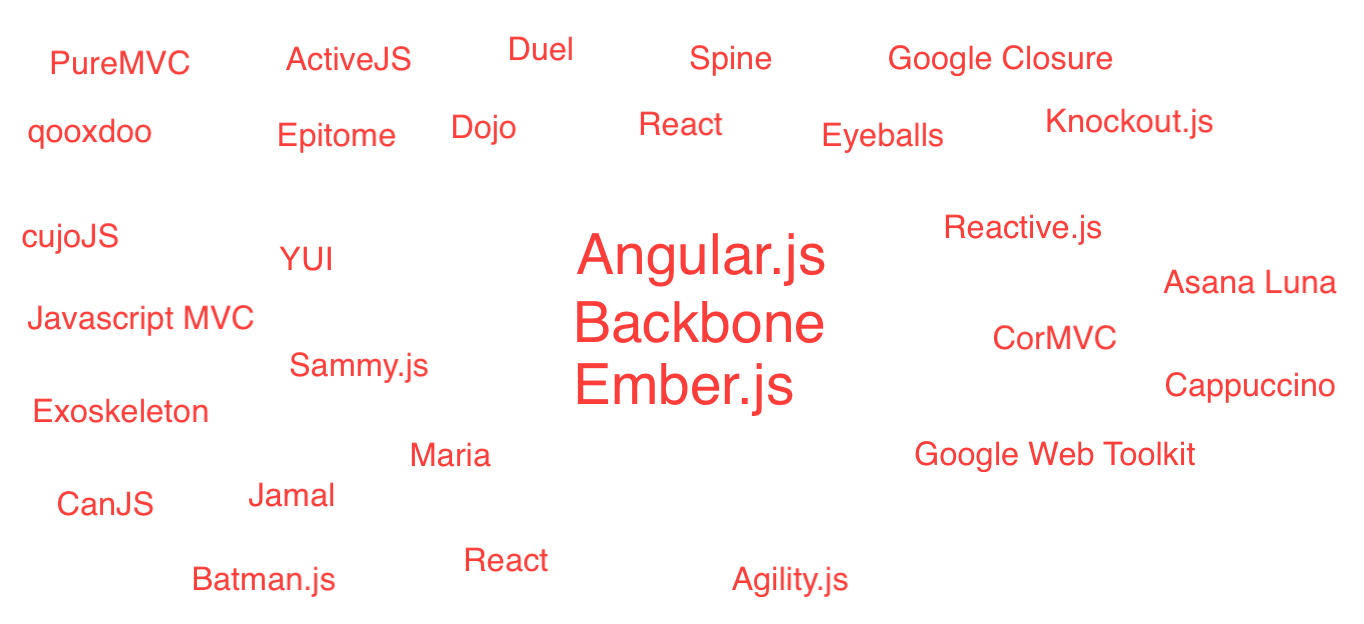 PureMVC
ActiveJS
Duel
Spine
Google Closure
qooxdoo
Epitome
Dojo
React
Eyeballs
Knockout.js
cujoJS
YUI
Angular.js
Reactive.js
Asana Luna
Javascript MVC
Backbone
CorMVC
Sammy.js
Ember.js
Cappuccino
Exoskeleton
Maria
Google Web Toolkit
CanJS
Jamal
Batman.js
React
Agility.js